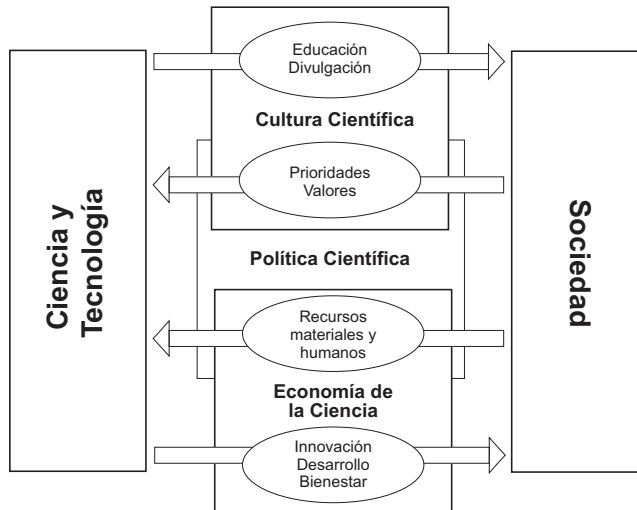 Educación
Divulgación
Cultura Científica
Prioridades
Valores
Ciencia y
Tecnología
Sociedad
Política Científica
Recursos
materiales y
humanos
Economía de
la Ciencia
Innovación
Desarrollo
Bienestar